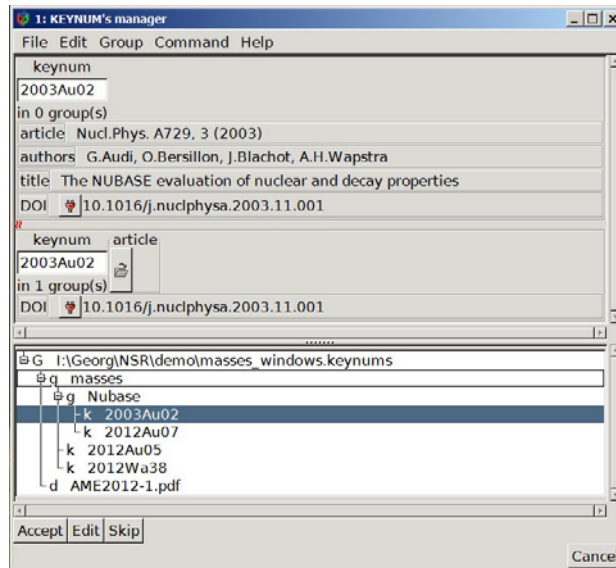 1: KEYNUM's manager
File Edit Group Command Help
keynum
2003Au02
in 0 group(s)
article Nucl.Phys. A729, 3 (2003)
authors G.Audi, O.Bersillon, J.Blachot, A.H.Wapstra
title The NUBASE evaluation of nuclear and decay properties
DOI 10.1016/j.nuclphysa.2003.11.001
keynum article
2003Au02
in 1 group(s)
DOI 10.1016/j.nuclphysa.2003.11.001
G I:\Georg\NSR\demo\masses_windows.keynums
g masses
g Nubase
k 2003Au02
k 2012Au07
k 2012Au05
k 2012Wa38
d AME2012-1.pdf
Accept Edit Skip
Cance